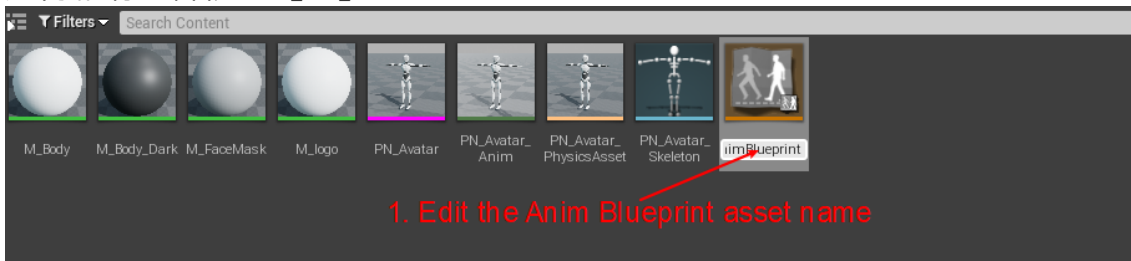 Filters
Search Content
M_Body
M_Body_Dark
M_FaceMask
M_logo
PN_Avatar
PN_Avatar_
Anim
PN_Avatar_
PhysicsAsset
PN_Avatar_
Skeleton
1. Edit the Anim Blueprint asset name